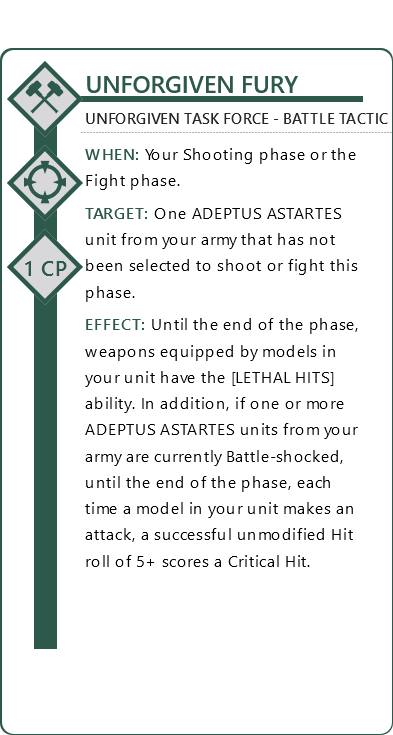 UNFORGIVEN FURY
UNFORGIVEN TASK FORCE - BATTLE TACTIC
WHEN: Your Shooting phase or the
Fight phase.
TARGET: One ADEPTUS ASTARTES
unit from your army that has not
been selected to shoot or fight this
phase.
1 CP
EFFECT: Until the end of the phase,
weapons equipped by models in
your unit have the [LETHAL HITS]
ability. In addition, if one or more
ADEPTUS ASTARTES units from your
army are currently Battle-shocked,
until the end of the phase, each
time a model in your unit makes an
attack, a successful unmodified Hit
roll of 5+ scores a Critical Hit.